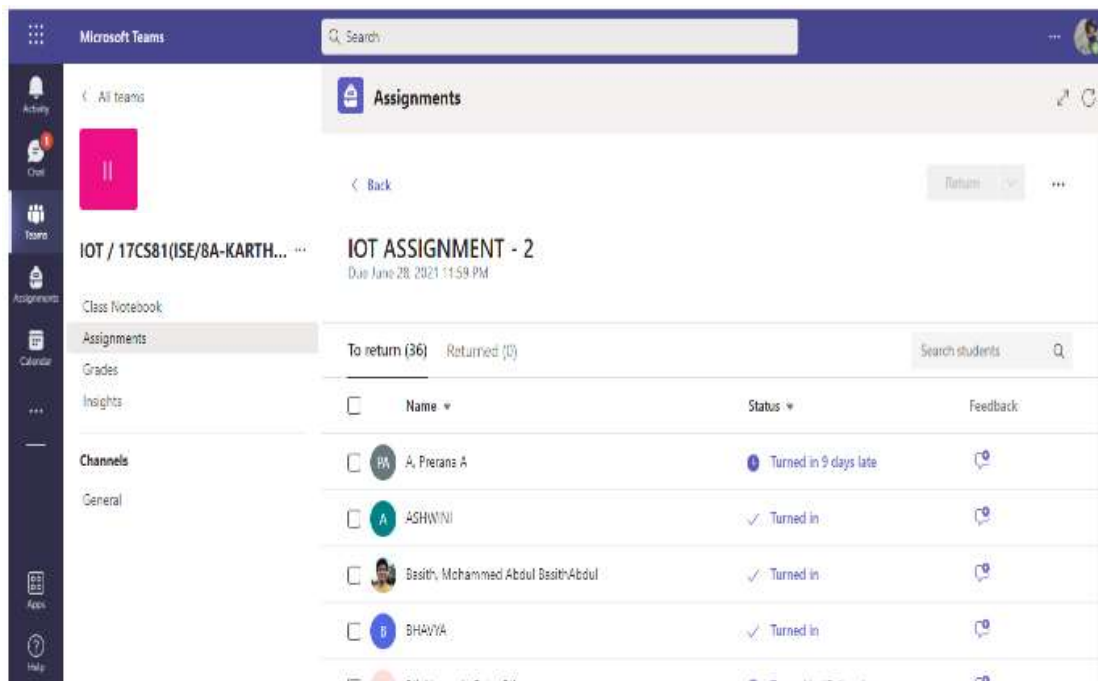 Microsoft Teams
Search
Activity
Chat
1
Teams
Assignments
Calendar
Apps
Help
All teams
II
IOT / 17CS81(ISE/8A-KARTH...
Class Notebook
Assignments
Grades
Insights
Channels
General
Assignments
Back
Return
IOT ASSIGNMENT - 2
Due June 28, 2021 11:59 PM
To return (36) Returned (0)
Search students
Name Status Feedback
PA A, Prerana A Turned in 9 days late
A ASHWINI Turned in
Basith, Mohammed Abdul BasithAbdul Turned in
B BHAVYA Turned in